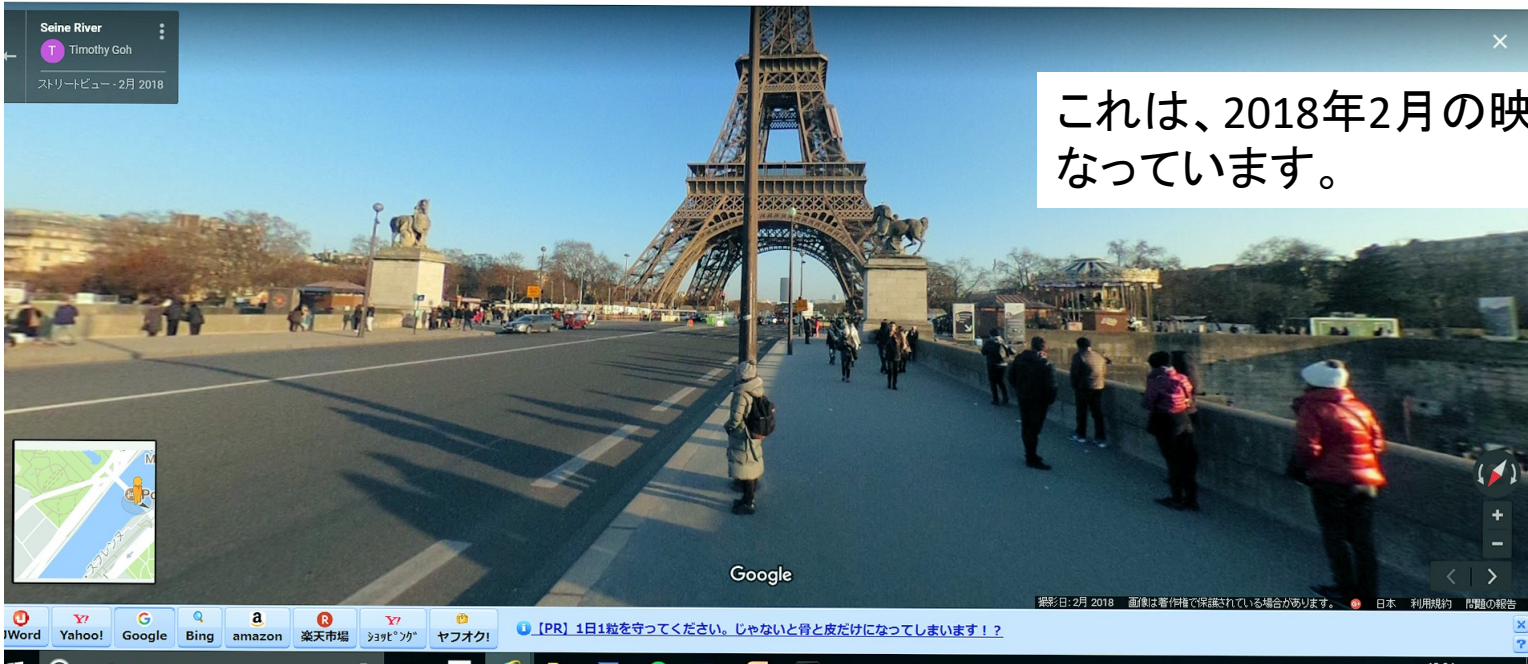 Seine River
T Timothy Goh
ストリートビュー - 2月 2018
これは、2018年2月の映
なっています。
Google
撮影日: 2月 2018 画像は著作権で保護されている場合があります。 日本 利用規約 問題の報告
JWord Yahoo! Google Bing amazon 楽天市場 ｼｮｯﾋﾟﾝｸﾞ ヤフオク!
【PR】1日1粒を守ってください。じゃないと骨と皮だけになってしまいます！？